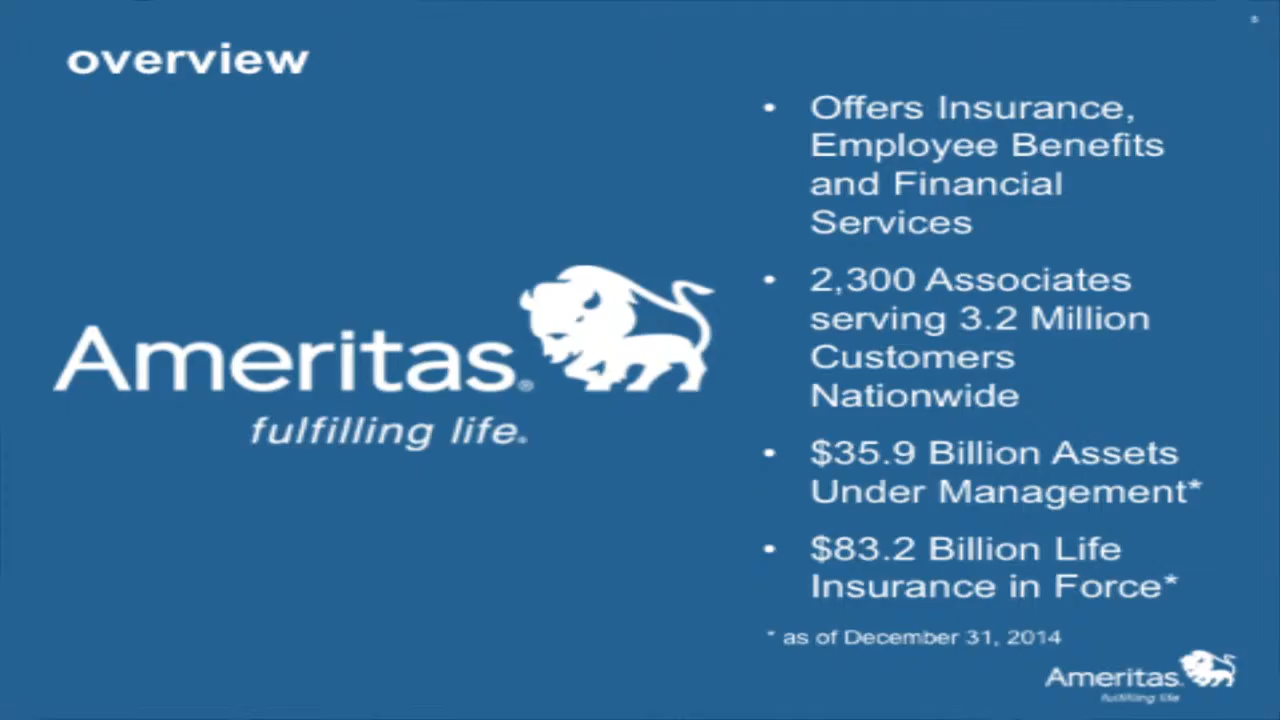 overview
• Offers Insurance,
Employee Benefits
and Financial
Services
• 2,300 Associates
serving 3.2 Million
Customers
Nationwide
• $35.9 Billion Assets
Under Management*
• $83.2 Billion Life
Insurance in Force*
* as of December 31, 2014
Ameritas®
fulfilling life®
Ameritas
fulfilling life